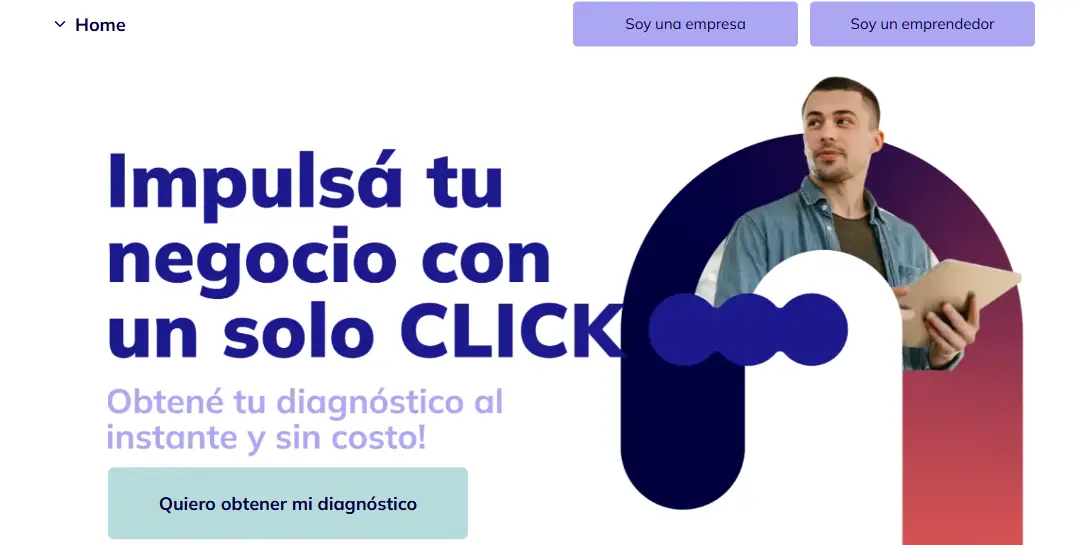 Home
Soy una empresa
Soy un emprendedor
Impulsá tu
negocio con
un solo CLICK
Obtené tu diagnóstico al
instante y sin costo!
Quiero obtener mi diagnóstico